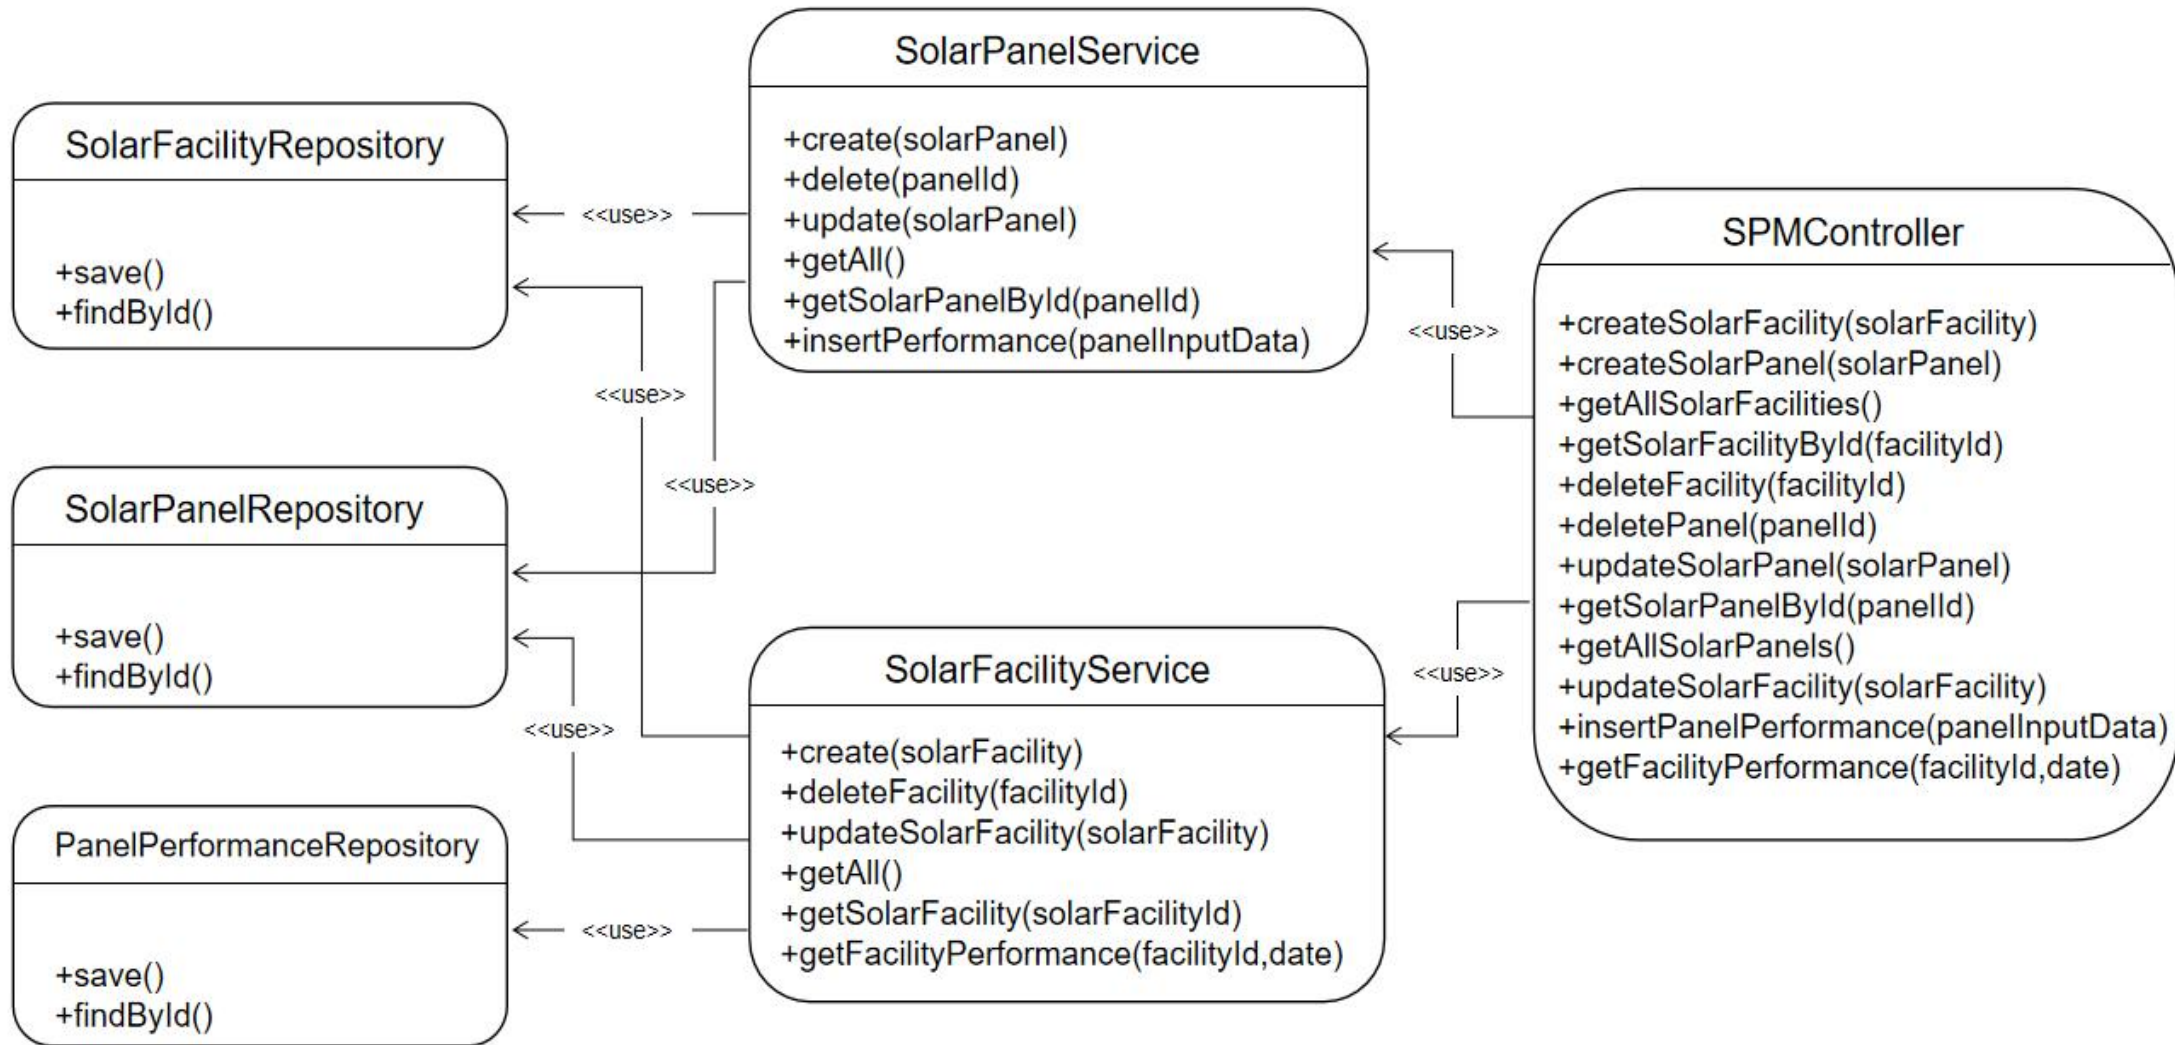 SolarFacilityRepository
+save()
+findById()
SolarPanelRepository
+save()
+findById()
PanelPerformanceRepository
+save()
+findById()
<<use>>
<<use>>
<<use>>
<<use>>
<<use>>
SolarPanelService
+create(solarPanel)
+delete(panelId)
+update(solarPanel)
+getAll()
+getSolarPanelById(panelId)
+insertPerformance(panelInputData)
SolarFacilityService
+create(solarFacility)
+deleteFacility(facilityId)
+updateSolarFacility(solarFacility)
+getAll()
+getSolarFacility(solarFacilityId)
+getFacilityPerformance(facilityId,date)
<<use>>
<<use>>
SPMController
+createSolarFacility(solarFacility)
+createSolarPanel(solarPanel)
+getAllSolarFacilities()
+getSolarFacilityById(facilityId)
+deleteFacility(facilityId)
+deletePanel(panelId)
+updateSolarPanel(solarPanel)
+getSolarPanelById(panelId)
+getAllSolarPanels()
+updateSolarFacility(solarFacility)
+insertPanelPerformance(panelInputData)
+getFacilityPerformance(facilityId,date)